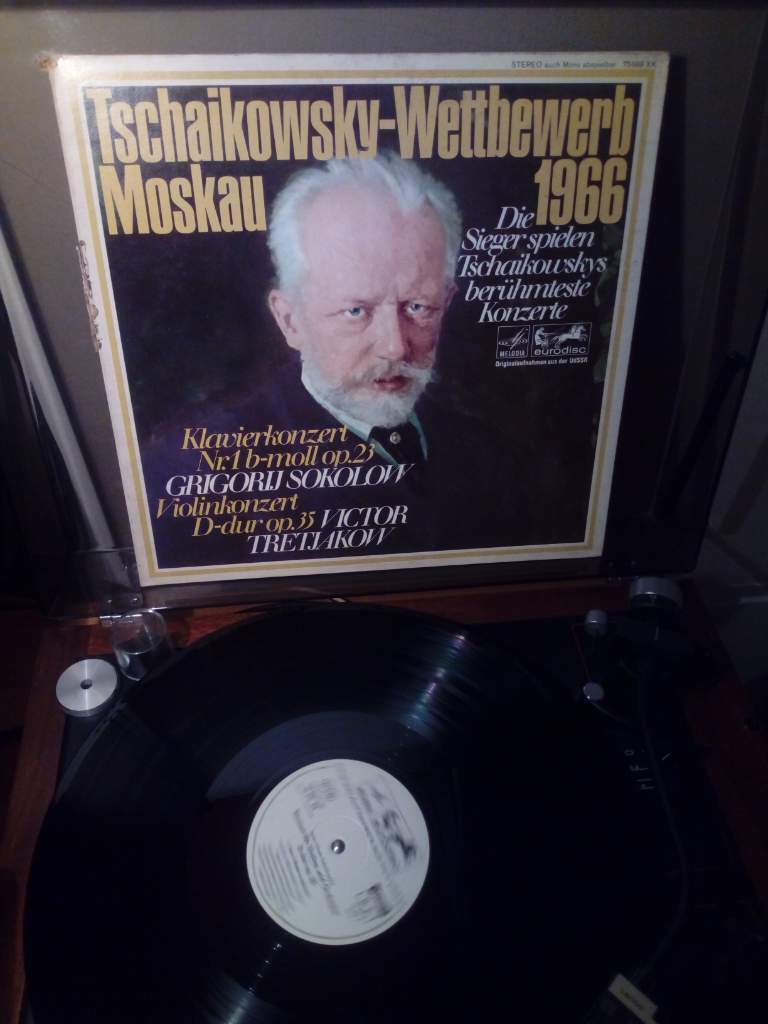 STEREO auch Mono abspielbar
Tschaikowsky-Wettbewerb
Moskau
1966
Die
Sieger spielen
Tschaikowskys
berühmteste
Konzerte
MELODIA
eurodisc
Originalaufnahmen aus der UdSSR
Klavierkonzert
Nr.1 b-moll op.23
GRIGORIJ SOKOLOW
Violinkonzert
D-dur op.35 VICTOR
TRETJAKOW